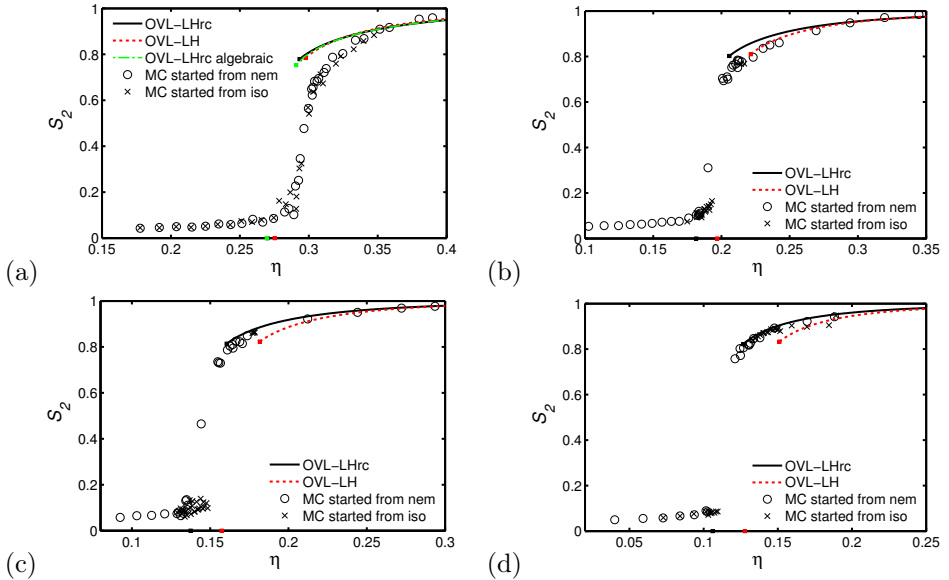 1
0.8
0.6
0.4
0.2
0
S2
OVL−LHrc
OVL−LH
OVL−LHrc algebraic
MC started from nem
MC started from iso
0.15 0.2 0.25 0.3 0.35 0.4
(a)
η
1
0.8
0.6
0.4
0.2
0
S2
OVL−LHrc
OVL−LH
MC started from nem
MC started from iso
0.1 0.15 0.2 0.25 0.3 0.35
(b)
η
1
0.8
0.6
0.4
0.2
0
S2
OVL−LHrc
OVL−LH
MC started from nem
MC started from iso
0.1 0.15 0.2 0.25 0.3
(c)
η
1
0.8
0.6
0.4
0.2
0
S2
OVL−LHrc
OVL−LH
MC started from nem
MC started from iso
0.05 0.1 0.15 0.2 0.25
(d)
η